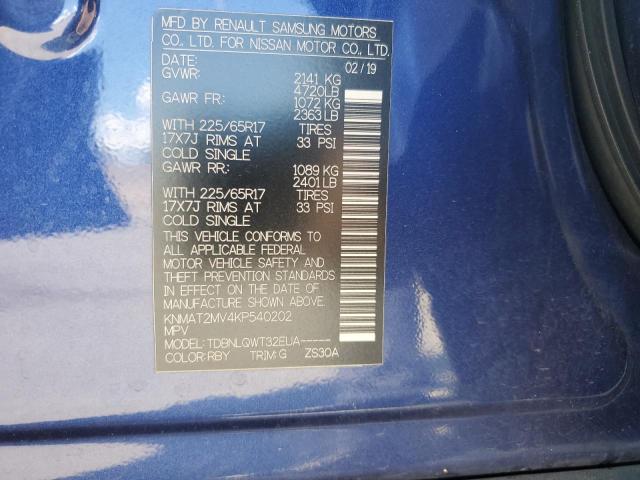 MFD BY RENAULT SAMSUNG MOTORS
CO., LTD. FOR NISSAN MOTOR CO., LTD.
DATE: 02/19
GVWR: 2141 KG
4720LB
GAWR FR: 1072 KG
2363 LB
WITH 225/65R17 TIRES
17X7J RIMS AT 33 PSI
COLD SINGLE
GAWR RR: 1089 KG
2401 LB
WITH 225/65R17 TIRES
17X7J RIMS AT 33 PSI
COLD SINGLE
THIS VEHICLE CONFORMS TO
ALL APPLICABLE FEDERAL
MOTOR VEHICLE SAFETY AND
THEFT PREVENTION STANDARDS
IN EFFECT ON THE DATE OF
MANUFACTURE SHOWN ABOVE.
KNMAT2MV4KP540202
MPV
MODEL: TDBNLQWT32EUA-----
COLOR:RBY TRIM: G ZS30A